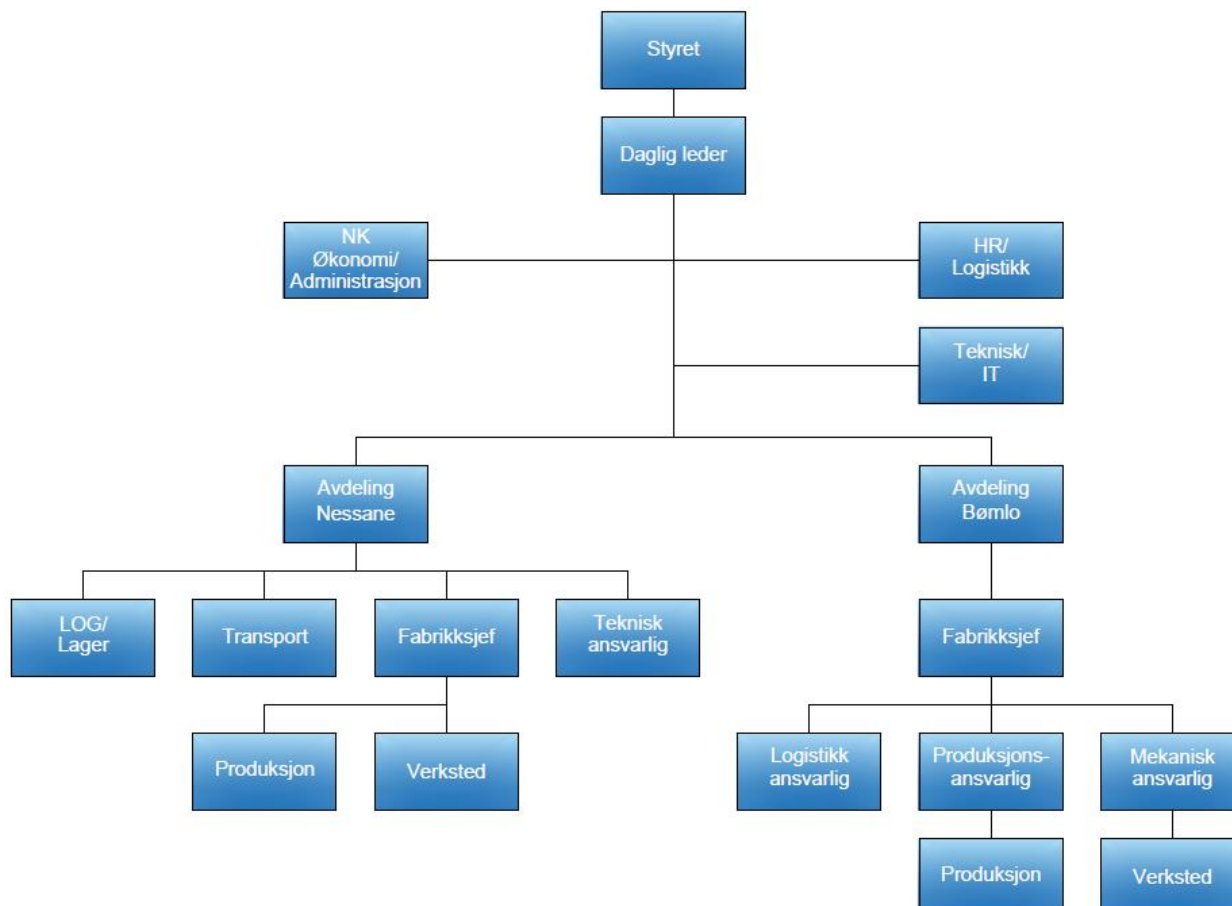 Styret
Daglig leder
NK
Økonomi/
Administrasjon
HR/
Logistikk
Teknisk/
IT
Avdeling
Nessane
Avdeling
Bømlo
LOG/
Lager
Transport
Fabrikksjef
Teknisk
ansvarlig
Fabrikksjef
Produksjon
Verksted
Logistikk
ansvarlig
Produksjons-
ansvarlig
Mekanisk
ansvarlig
Produksjon
Verksted